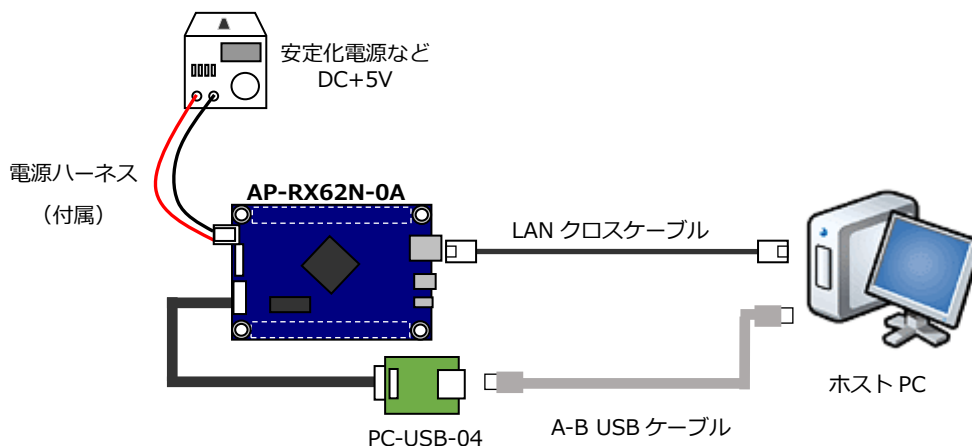 安定化電源など
DC+5V
電源ハーネス
（付属）
AP-RX62N-0A
LAN クロスケーブル
ホスト PC
A-B USB ケーブル
PC-USB-04